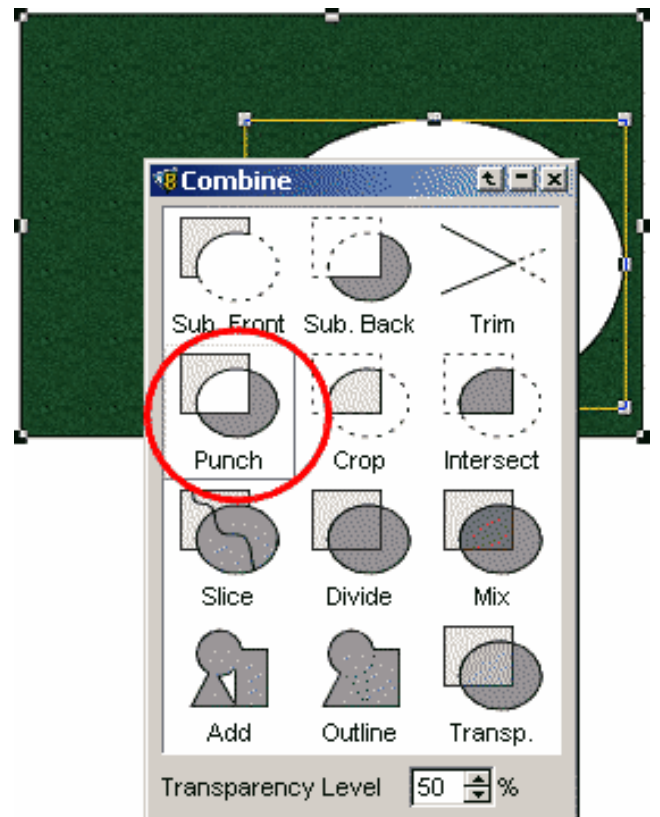 Combine
Sub. Front Sub. Back Trim
Punch Crop Intersect
Slice Divide Mix
Add Outline Transp.
Transparency Level 50 %